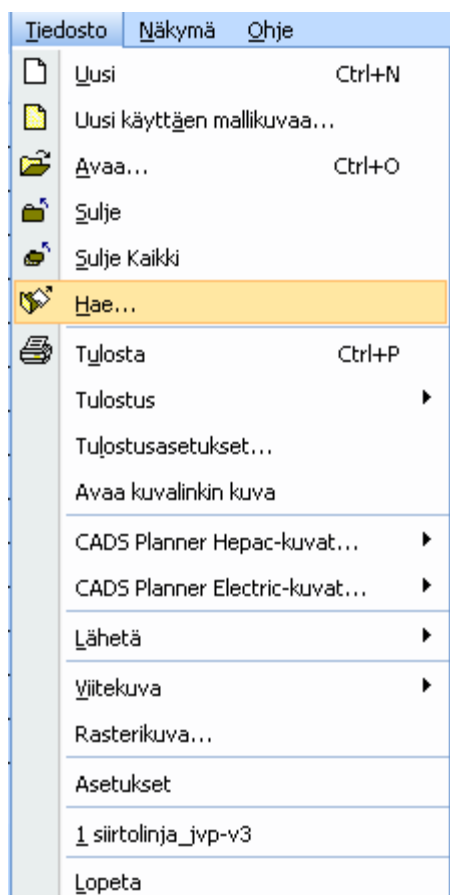 Tiedosto Näkymä Ohje
Uusi Ctrl+N
Uusi käyttäen mallikuvaa...
Avaa... Ctrl+O
Sulje
Sulje Kaikki
Hae...
Tulosta Ctrl+P
Tulostus
Tulostusasetukset...
Avaa kuvalinkin kuva
CADS Planner Hepac-kuvat...
CADS Planner Electric-kuvat...
Lähetä
Viitekuva
Rasterikuva...
Asetukset
1 siirtolinja_jvp-v3
Lopeta